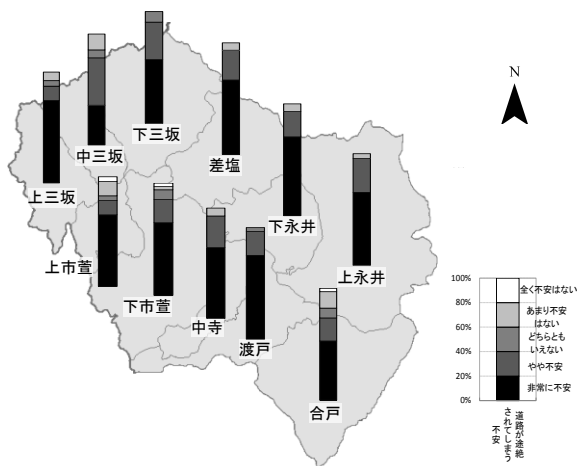 N
下三坂
中三坂
差塩
上三坂
下永井
上市萱
上永井
下市萱
中寺
渡戸
合戸
100%
80%
60%
40%
20%
0%
全く不安はない
あまり不安
はない
どちらとも
いえない
やや不安
非常に不安
道路が途絶
されてしまう
不安